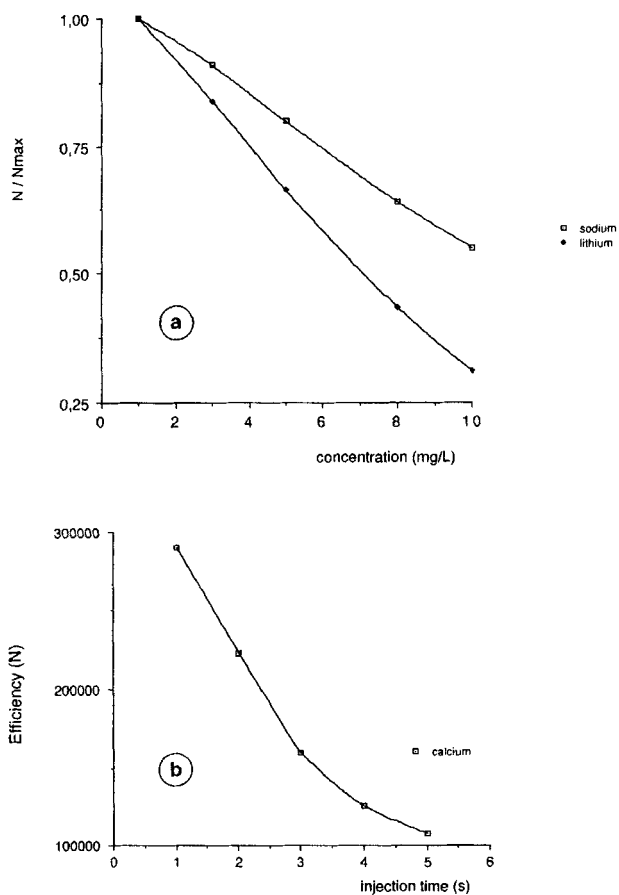 N / Nmax
1,00
0,75
0,50
0,25
0
2
4
6
8
10
concentration (mg/L)
sodium
lithium
a
Efficiency (N)
300000
200000
100000
0
1
2
3
4
5
6
injection time (s)
calcium
b